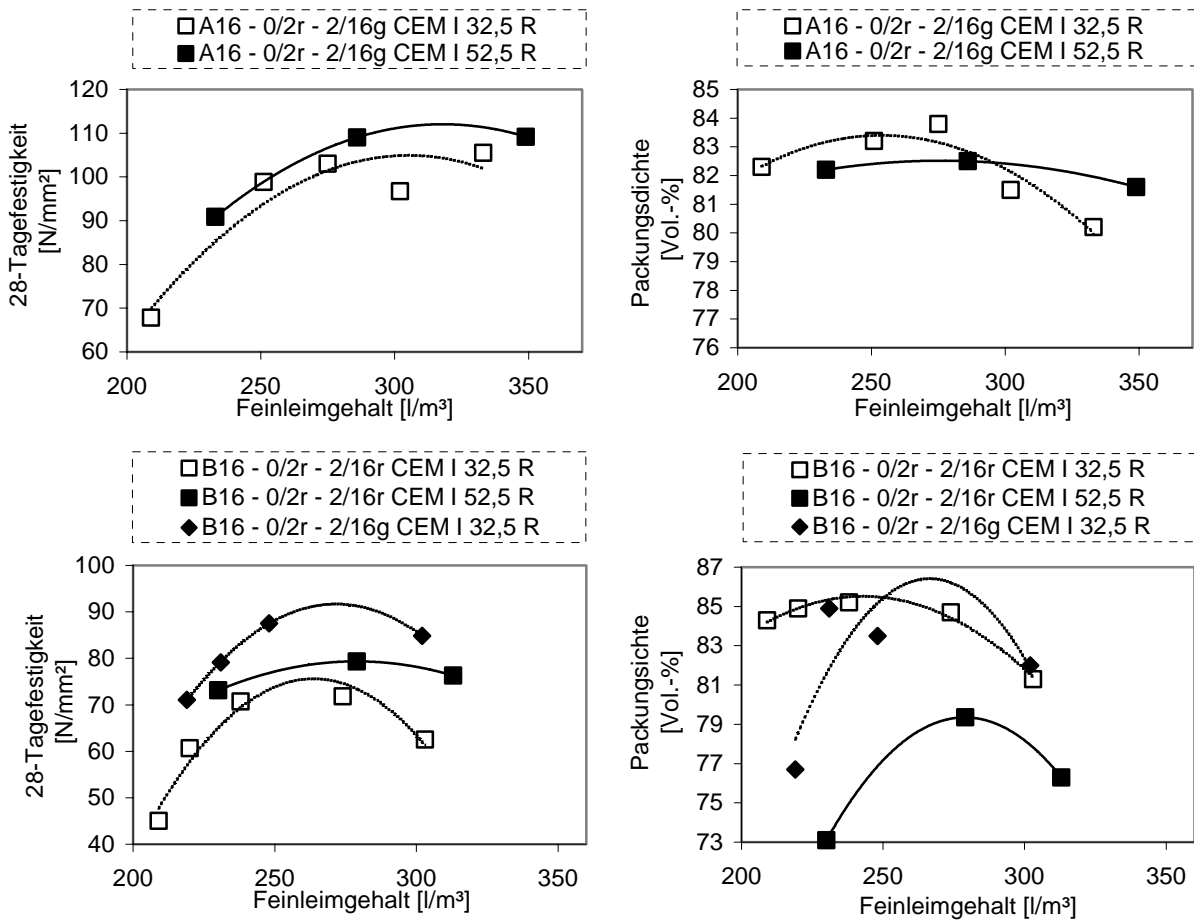 A16 - 0/2r - 2/16g CEM I 32,5 R
A16 - 0/2r - 2/16g CEM I 52,5 R
28-Tagefestigkeit
[N/mm²]
120
110
100
90
80
70
60
200
250
300
350
Feinleimgehalt [l/m³]
A16 - 0/2r - 2/16g CEM I 32,5 R
A16 - 0/2r - 2/16g CEM I 52,5 R
Packungsdichte
[Vol.-%]
85
84
83
82
81
80
79
78
77
76
200
250
300
350
Feinleimgehalt [l/m³]
B16 - 0/2r - 2/16r CEM I 32,5 R
B16 - 0/2r - 2/16r CEM I 52,5 R
B16 - 0/2r - 2/16g CEM I 32,5 R
28-Tagefestigkeit
[N/mm²]
100
90
80
70
60
50
40
200
250
300
350
Feinleimgehalt [l/m³]
B16 - 0/2r - 2/16r CEM I 32,5 R
B16 - 0/2r - 2/16r CEM I 52,5 R
B16 - 0/2r - 2/16g CEM I 32,5 R
Packungsichte
[Vol.-%]
87
85
83
81
79
77
75
73
200
250
300
350
Feinleimgehalt [l/m³]